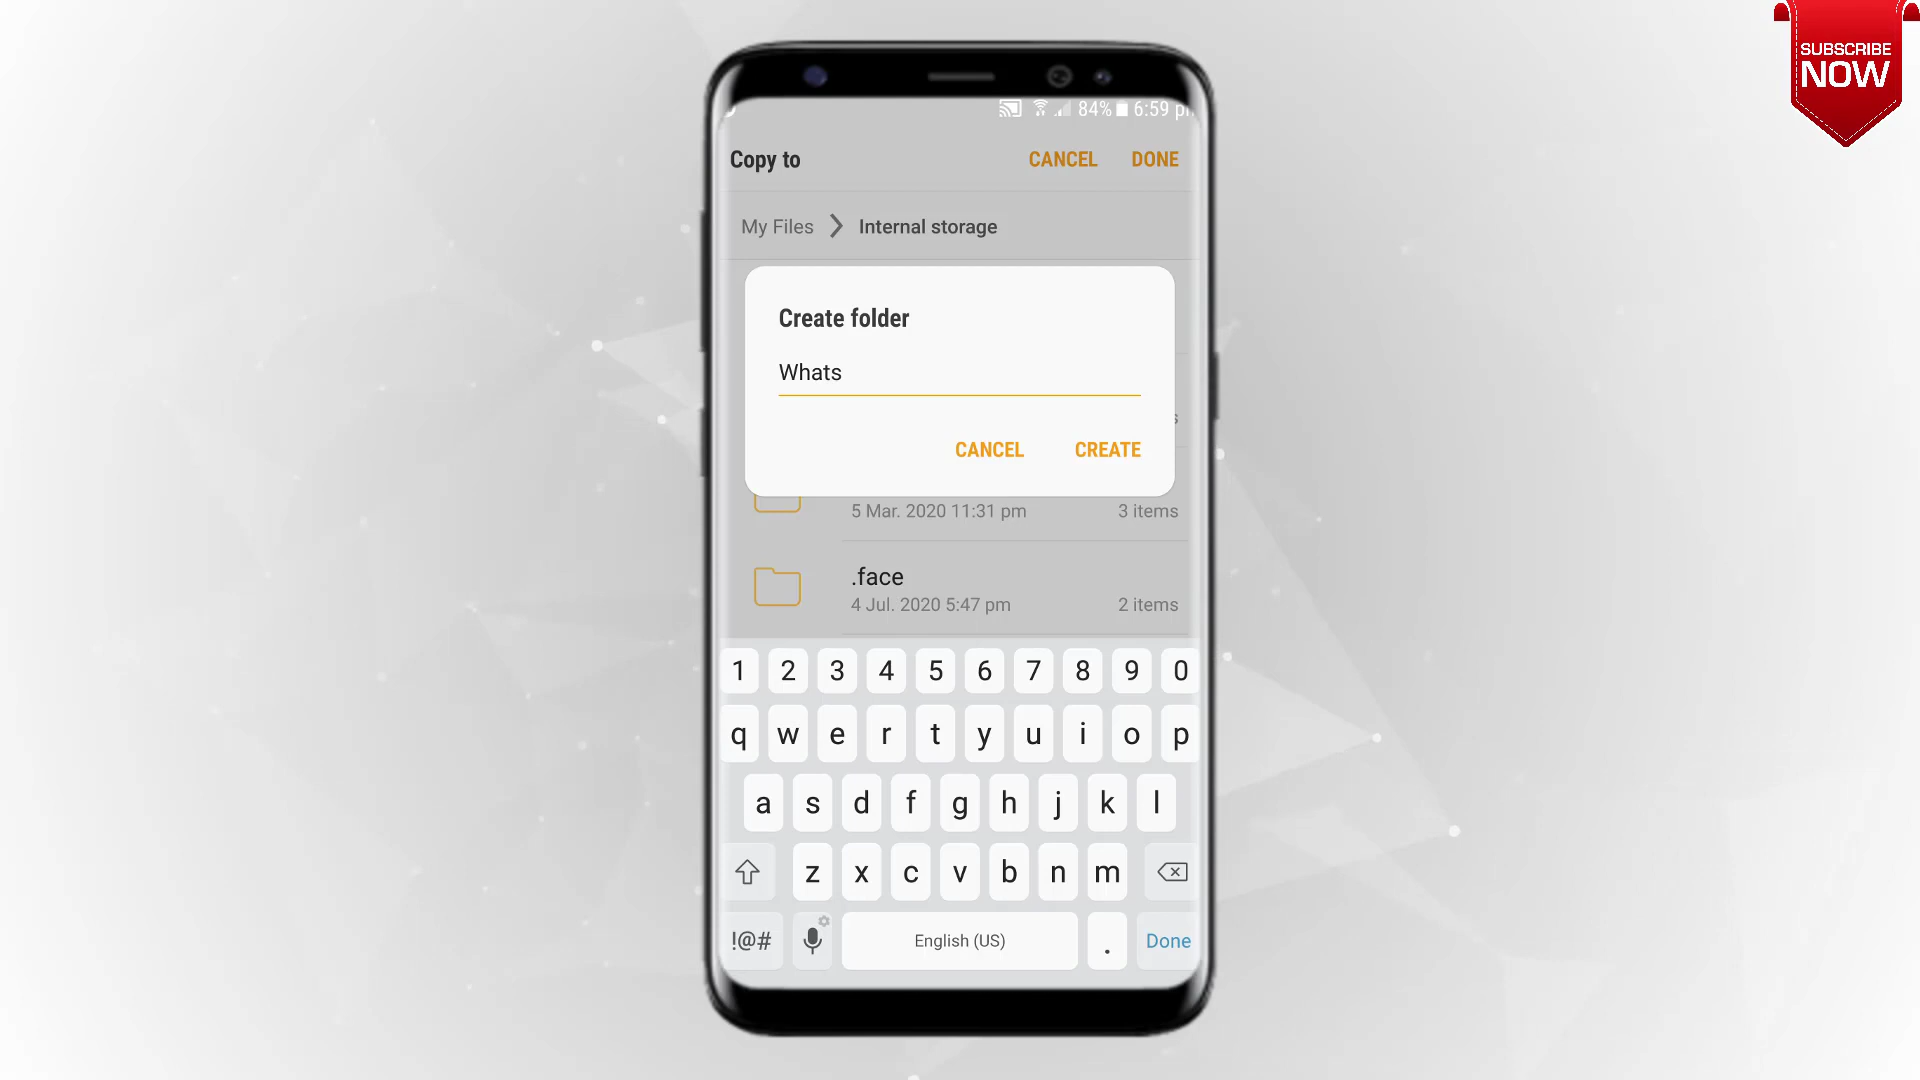 SUBSCRIBE
NOW
84% 6:59
Copy to CANCEL DONE
My Files Internal storage
Create folder
Whats
CANCEL CREATE
5 Mar. 2020 11:31 pm 3 items
.face
4 Jul. 2020 5:47 pm 2 items
1 2 3 4 5 6 7 8 9 0
q w e r t y u i o p
a s d f g h j k l
z x c v b n m
!@# English (US) . Done